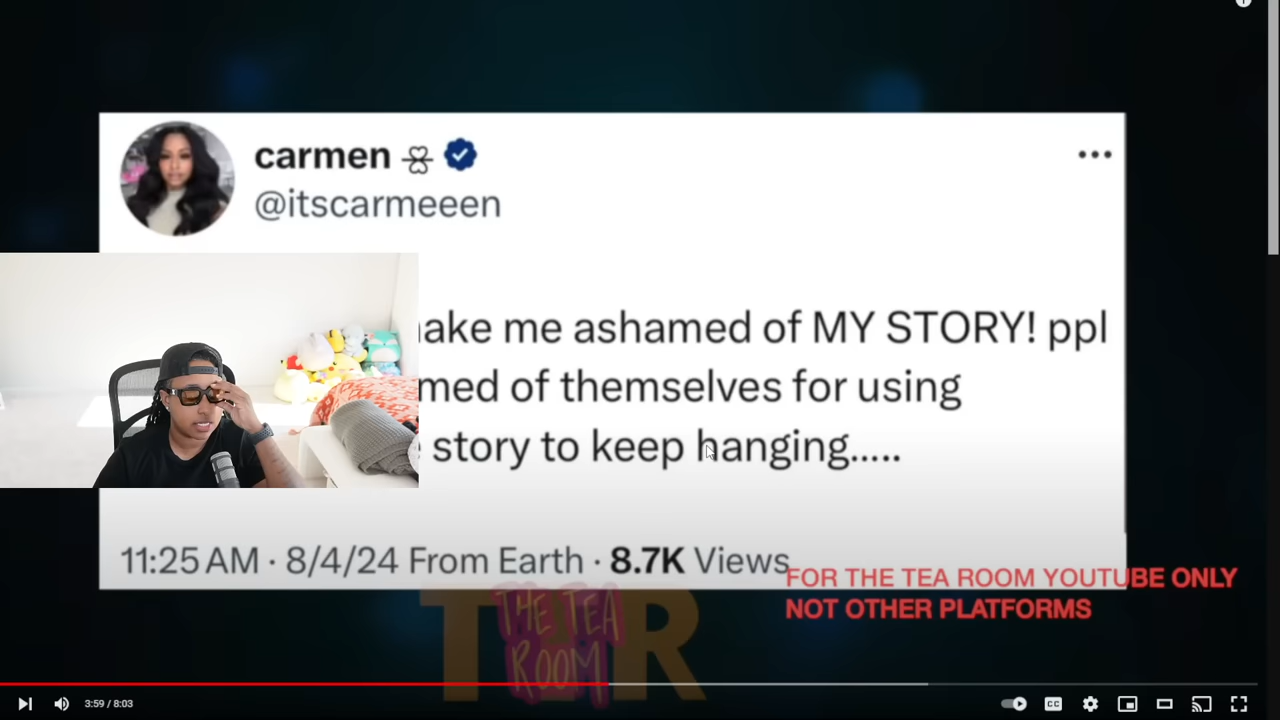 carmen
@itscarmeeen
ake me ashamed of MY STORY! ppl
med of themselves for using
story to keep hanging.....
11:25 AM · 8/4/24 From Earth · 8.7K Views
FOR THE TEA ROOM YOUTUBE ONLY
NOT OTHER PLATFORMS
T R
THE TEA
ROOM
3:59 / 8:03
CC